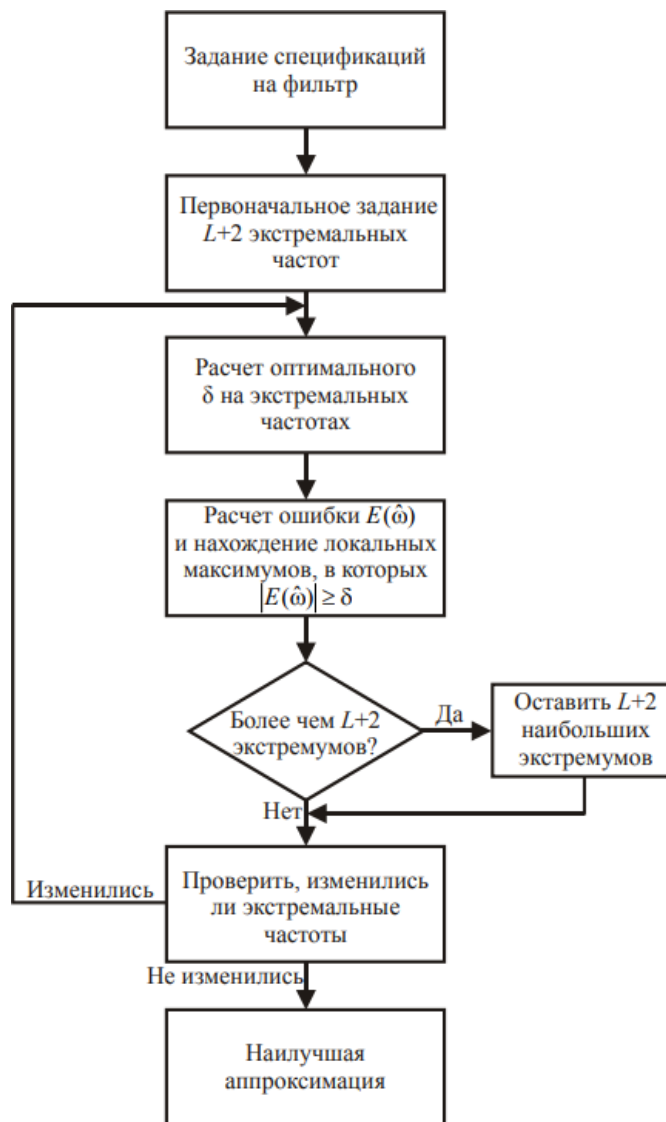 Задание спецификаций
на фильтр
Первоначальное задание
L+2 экстремальных
частот
Расчет оптимального
δ на экстремальных
частотах
Расчет ошибки E(ω̂)
и нахождение локальных
максимумов, в которых
|E(ω̂)| ≥ δ
Более чем L+2
экстремумов?
Да
Оставить L+2
наибольших
экстремумов
Нет
Проверить, изменились
ли экстремальные
частоты
Изменились
Не изменились
Наилучшая
аппроксимация